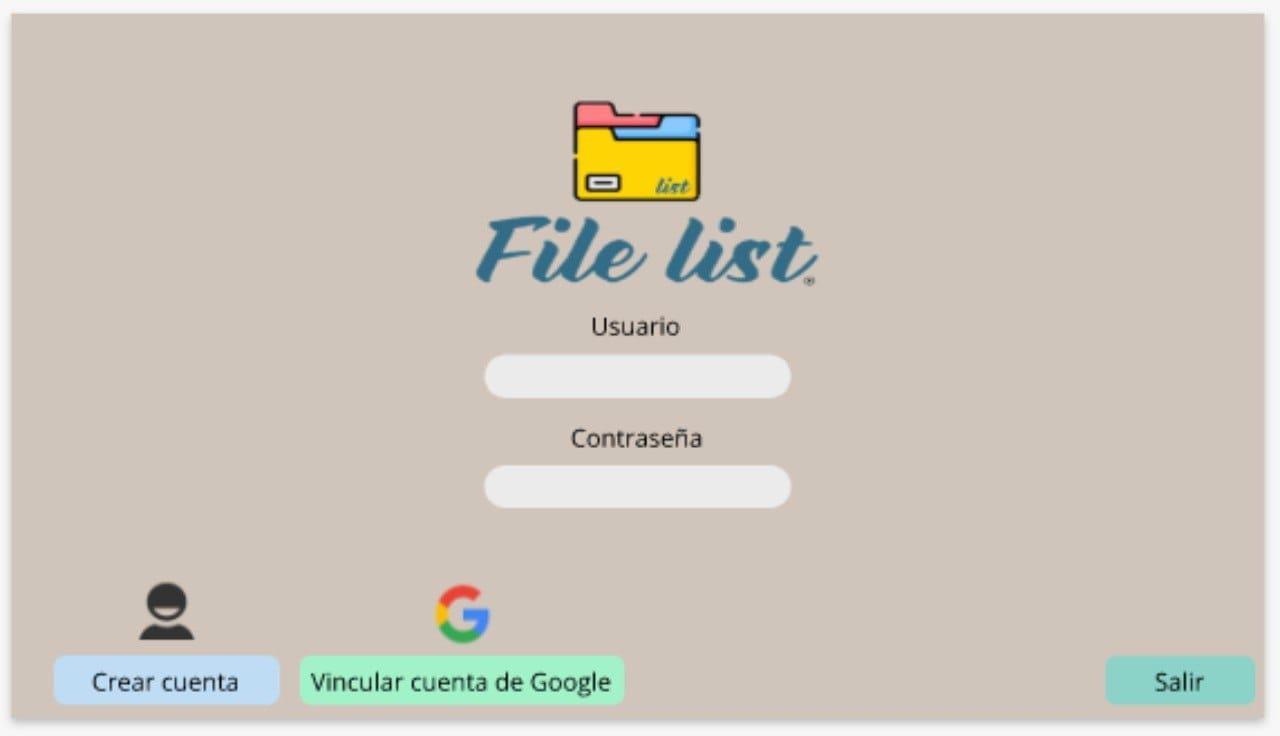 list
File list®
Usuario
Contraseña
Crear cuenta
Vincular cuenta de Google
Salir